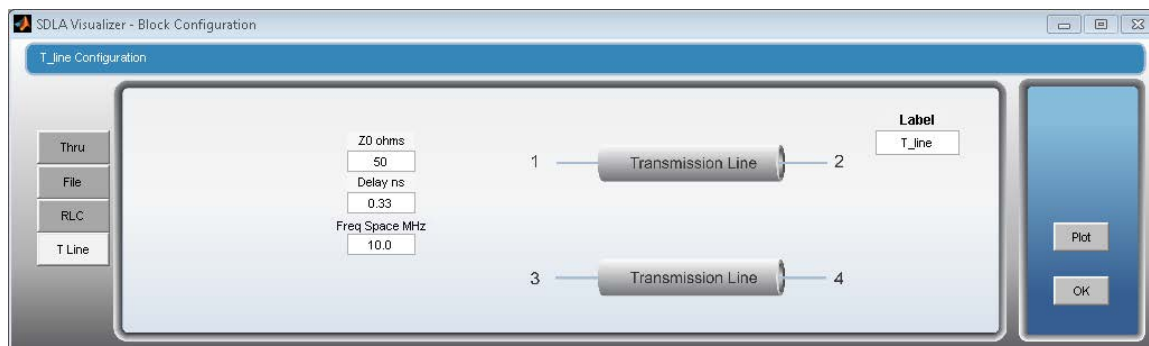 SDLA Visualizer - Block Configuration
T_line Configuration
Thru
File
RLC
T Line
Z0 ohms
50
Delay ns
0.33
Freq Space MHz
10.0
1 Transmission Line 2
3 Transmission Line 4
Label
T_line
Plot
OK